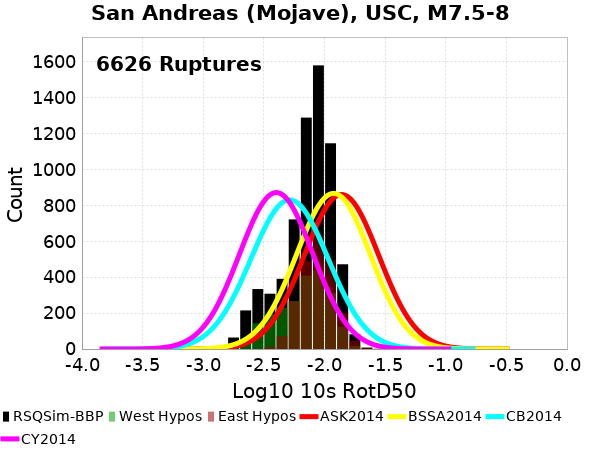 San Andreas (Mojave), USC, M7.5-8
6626 Ruptures
Count
1600
1400
1200
1000
800
600
400
200
0
-4.0 -3.5 -3.0 -2.5 -2.0 -1.5 -1.0 -0.5 0.0
Log10 10s RotD50
RSQSim-BBP West Hypos East Hypos ASK2014 BSSA2014 CB2014
CY2014